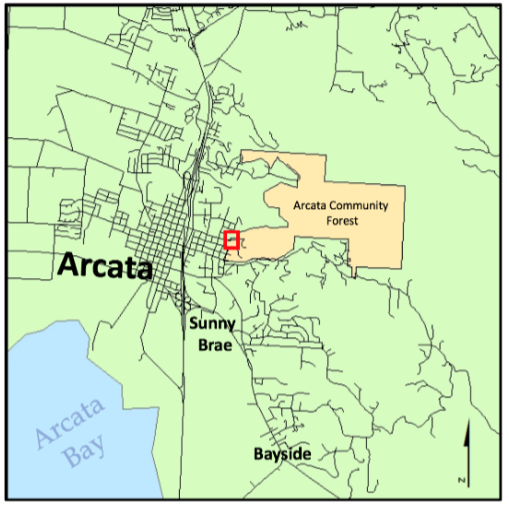 Arcata Community
Forest
Arcata
Sunny
Brae
Arcata
Bay
Bayside
N